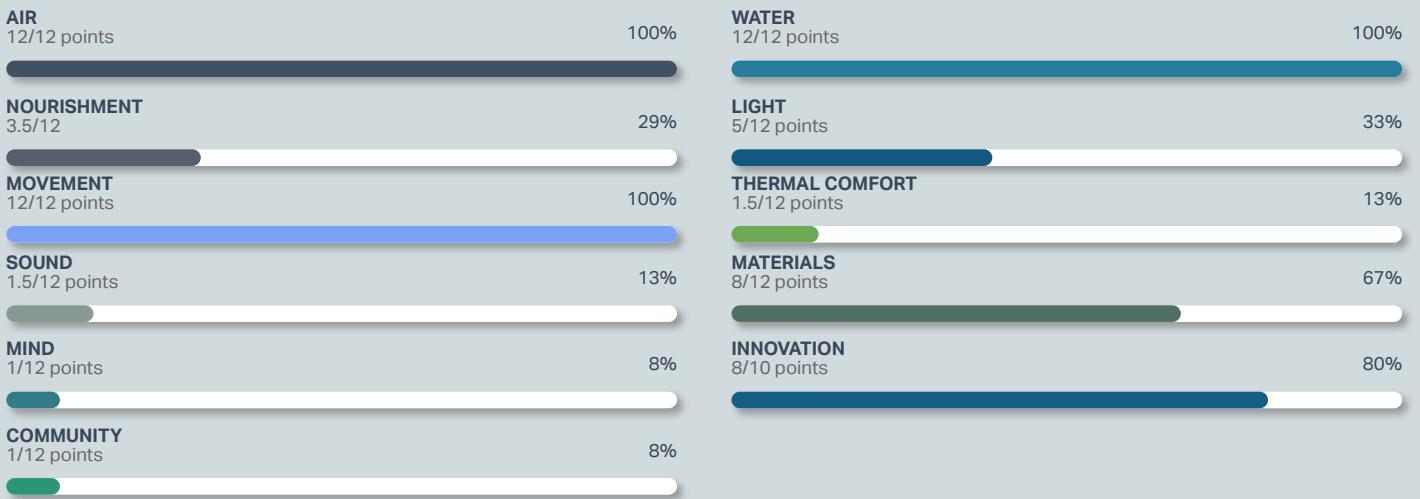 AIR
12/12 points
100%
NOURISHMENT
3.5/12
29%
MOVEMENT
12/12 points
100%
SOUND
1.5/12 points
13%
MIND
1/12 points
8%
COMMUNITY
1/12 points
8%
WATER
12/12 points
100%
LIGHT
5/12 points
33%
THERMAL COMFORT
1.5/12 points
13%
MATERIALS
8/12 points
67%
INNOVATION
8/10 points
80%